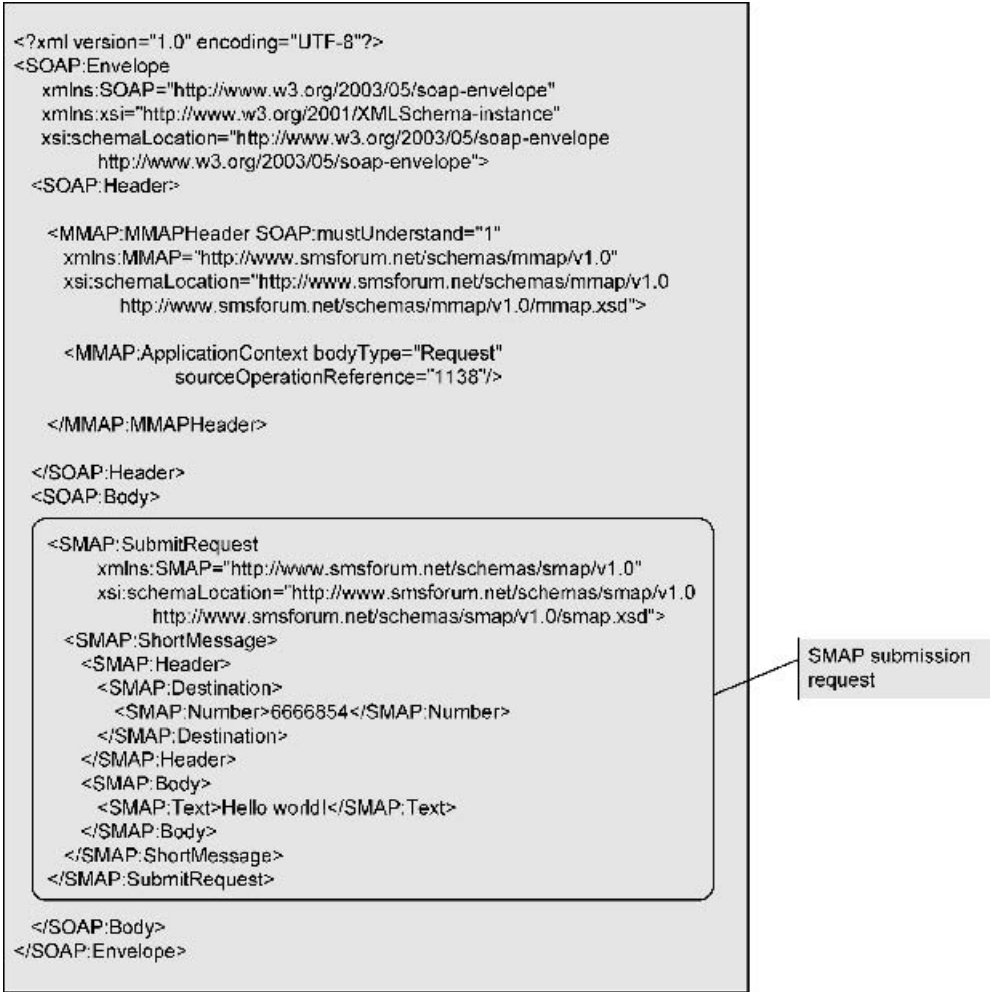 <?xml version="1.0" encoding="UTF-8"?>
<SOAP:Envelope
xmlns:SOAP="http://www.w3.org/2003/05/soap-envelope"
xmlns:xsi="http://www.w3.org/2001/XMLSchema-instance"
xsi:schemaLocation="http://www.w3.org/2003/05/soap-envelope
http://www.w3.org/2003/05/soap-envelope">
<SOAP:Header>
<MMAP:MMAPHeader SOAP:mustUnderstand="1"
xmlns:MMAP="http://www.smsforum.net/schemas/mmap/v1.0"
xsi:schemaLocation="http://www.smsforum.net/schemas/mmap/v1.0
http://www.smsforum.net/schemas/mmap/v1.0/mmap.xsd">
<MMAP:ApplicationContext bodyType="Request"
sourceOperationReference="1138"/>
</MMAP:MMAPHeader>
</SOAP:Header>
<SOAP:Body>
<SMAP:SubmitRequest
xmlns:SMAP="http://www.smsforum.net/schemas/smap/v1.0"
xsi:schemaLocation="http://www.smsforum.net/schemas/smap/v1.0
http://www.smsforum.net/schemas/smap/v1.0/smap.xsd">
<SMAP:ShortMessage>
<SMAP:Header>
<SMAP:Destination>
<SMAP:Number>6666854</SMAP:Number>
</SMAP:Destination>
</SMAP:Header>
<SMAP:Body>
<SMAP:Text>Hello world!</SMAP:Text>
</SMAP:Body>
</SMAP:ShortMessage>
</SMAP:SubmitRequest>
</SOAP:Body>
</SOAP:Envelope>
SMAP submission
request